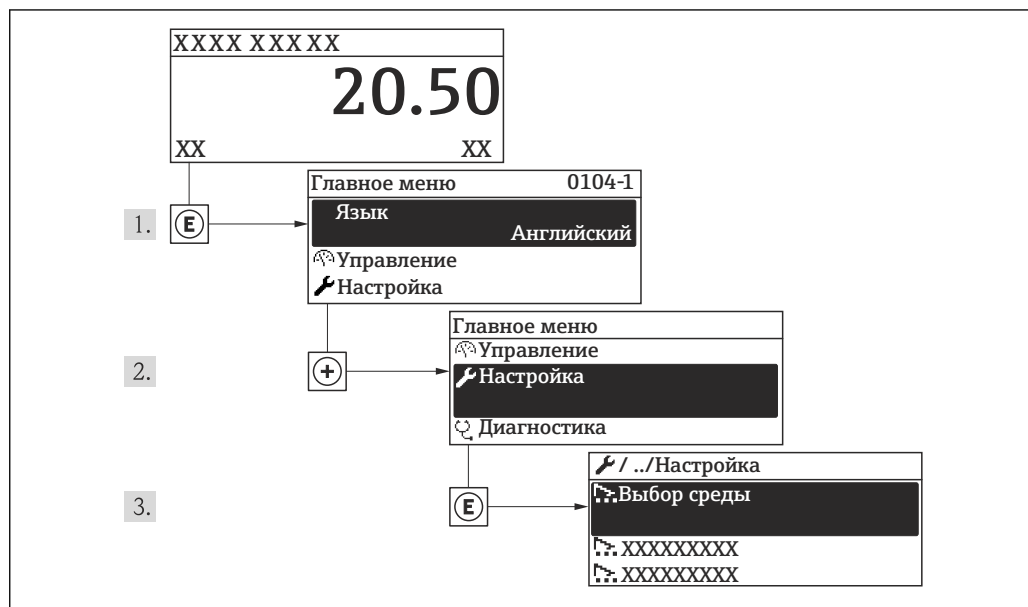 XXXX XXXXX
20.50
XX XX
Главное меню 0104-1
Язык
Английский
Управление
Настройка
1. E
Главное меню
Управление
Настройка
Диагностика
2. +
/ ../Настройка
Выбор среды
XXXXXXXXX
XXXXXXXXX
3. E